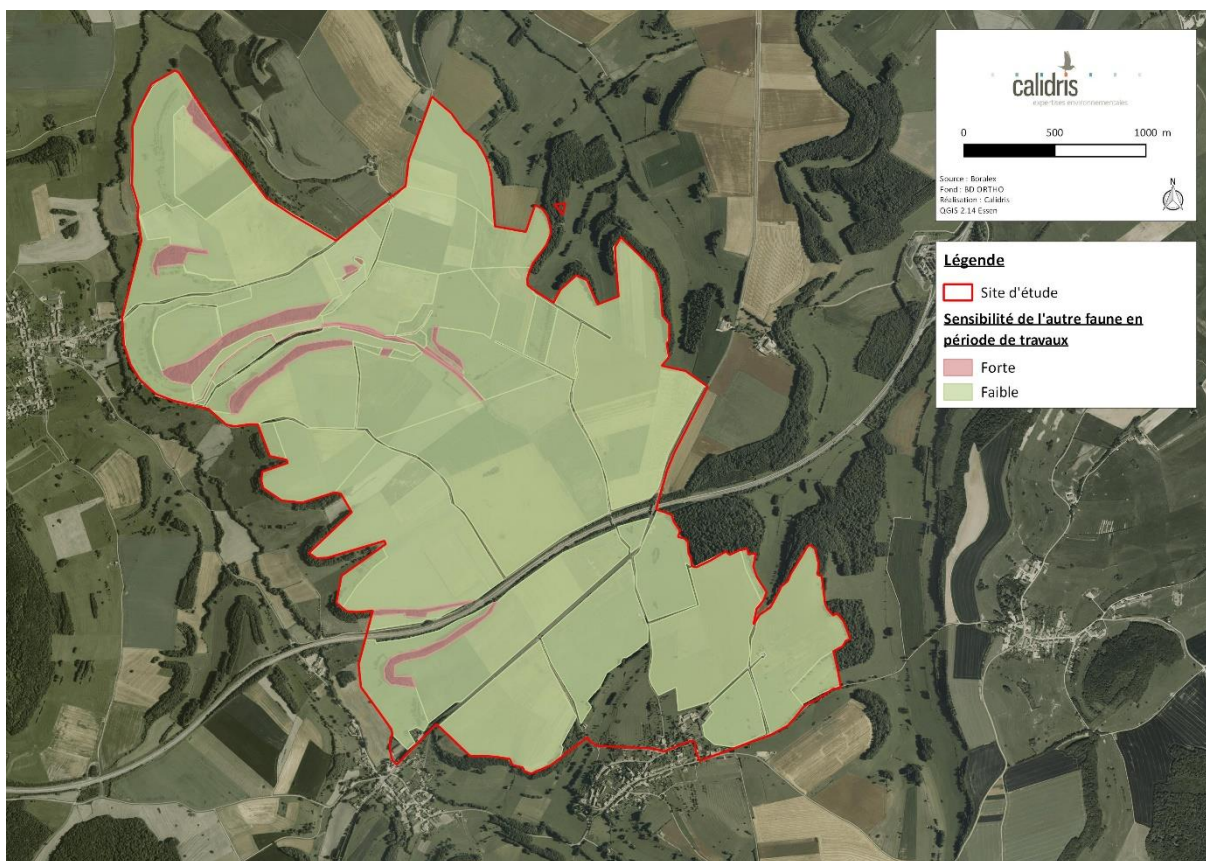 calidris
expertises environnementales
0 500 1000 m
Source : Boralex
Fond : BD ORTHO
Réalisation : Calidris
QGIS 2.14 Essen
N
Légende
Site d'étude
Sensibilité de l'autre faune en
période de travaux
Forte
Faible